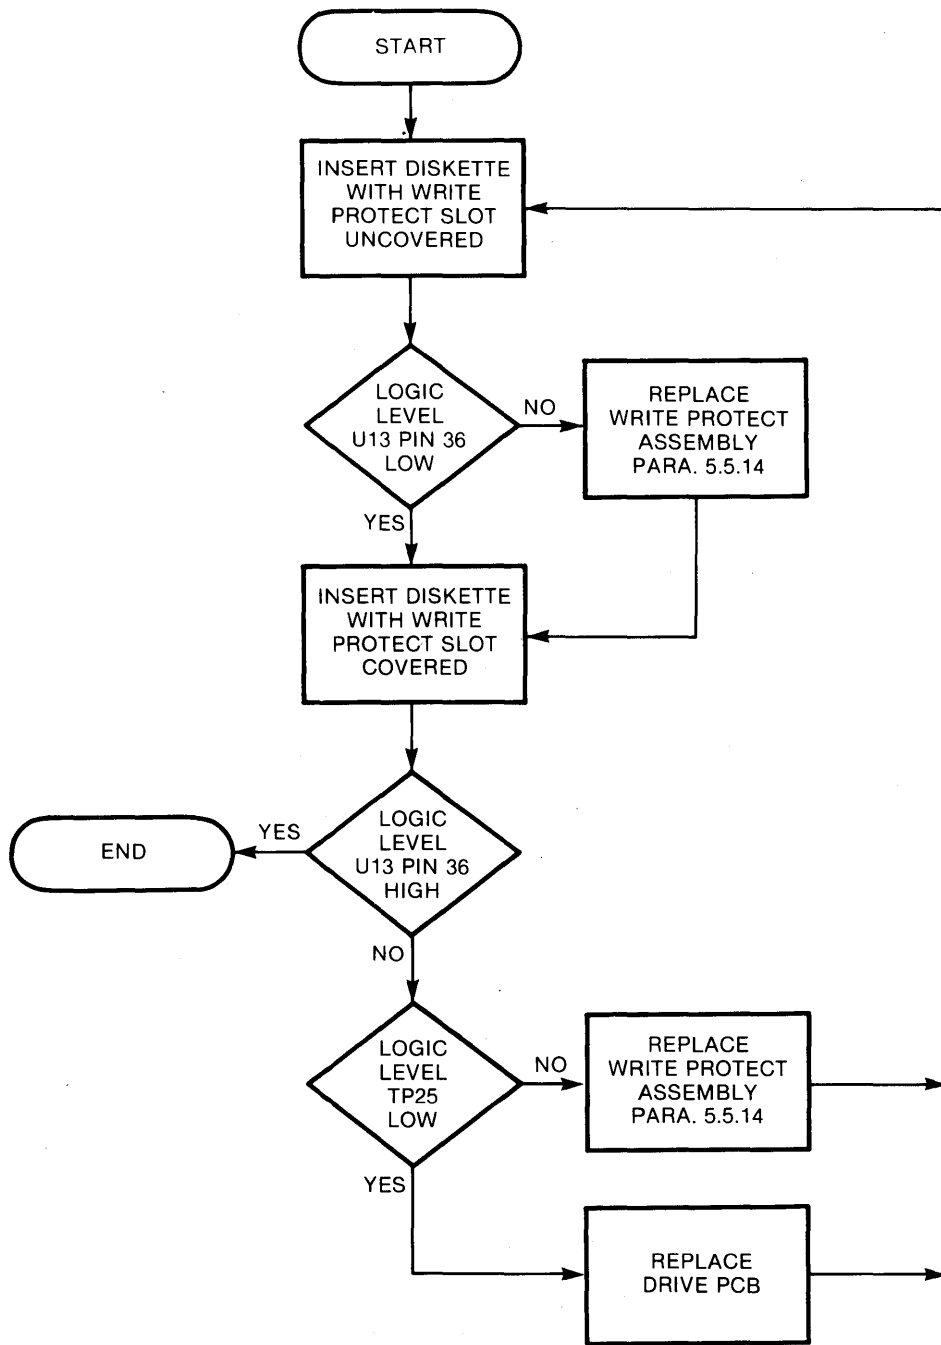 START
INSERT DISKETTE
WITH WRITE
PROTECT SLOT
UNCOVERED
LOGIC
LEVEL
U13 PIN 36
LOW
NO
REPLACE
WRITE PROTECT
ASSEMBLY
PARA. 5.5.14
YES
INSERT DISKETTE
WITH WRITE
PROTECT SLOT
COVERED
LOGIC
LEVEL
U13 PIN 36
HIGH
YES
END
NO
LOGIC
LEVEL
TP25
LOW
NO
REPLACE
WRITE PROTECT
ASSEMBLY
PARA. 5.5.14
YES
REPLACE
DRIVE PCB